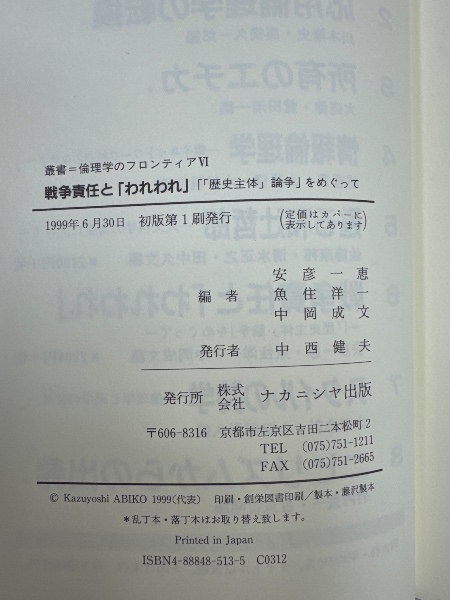 叢書=倫理学のフロンティアⅥ
戦争責任と「われわれ」「「歴史主体」論争」をめぐって
1999年6月30日 初版第1刷発行 (定価はカバーに表示してあります)
安彦一恵
編者 魚住洋一
中岡成文
発行者 中西健夫
発行所 株式会社 ナカニシヤ出版
〒606-8316 京都市左京区吉田二本松町2
TEL (075)751-1211
FAX (075)751-2665
© Kazuyoshi ABIKO 1999(代表) 印刷・創栄図書印刷/製本・藤沢製本
*乱丁本・落丁本はお取り替え致します。
Printed in Japan
ISBN4-88848-513-5 C0312